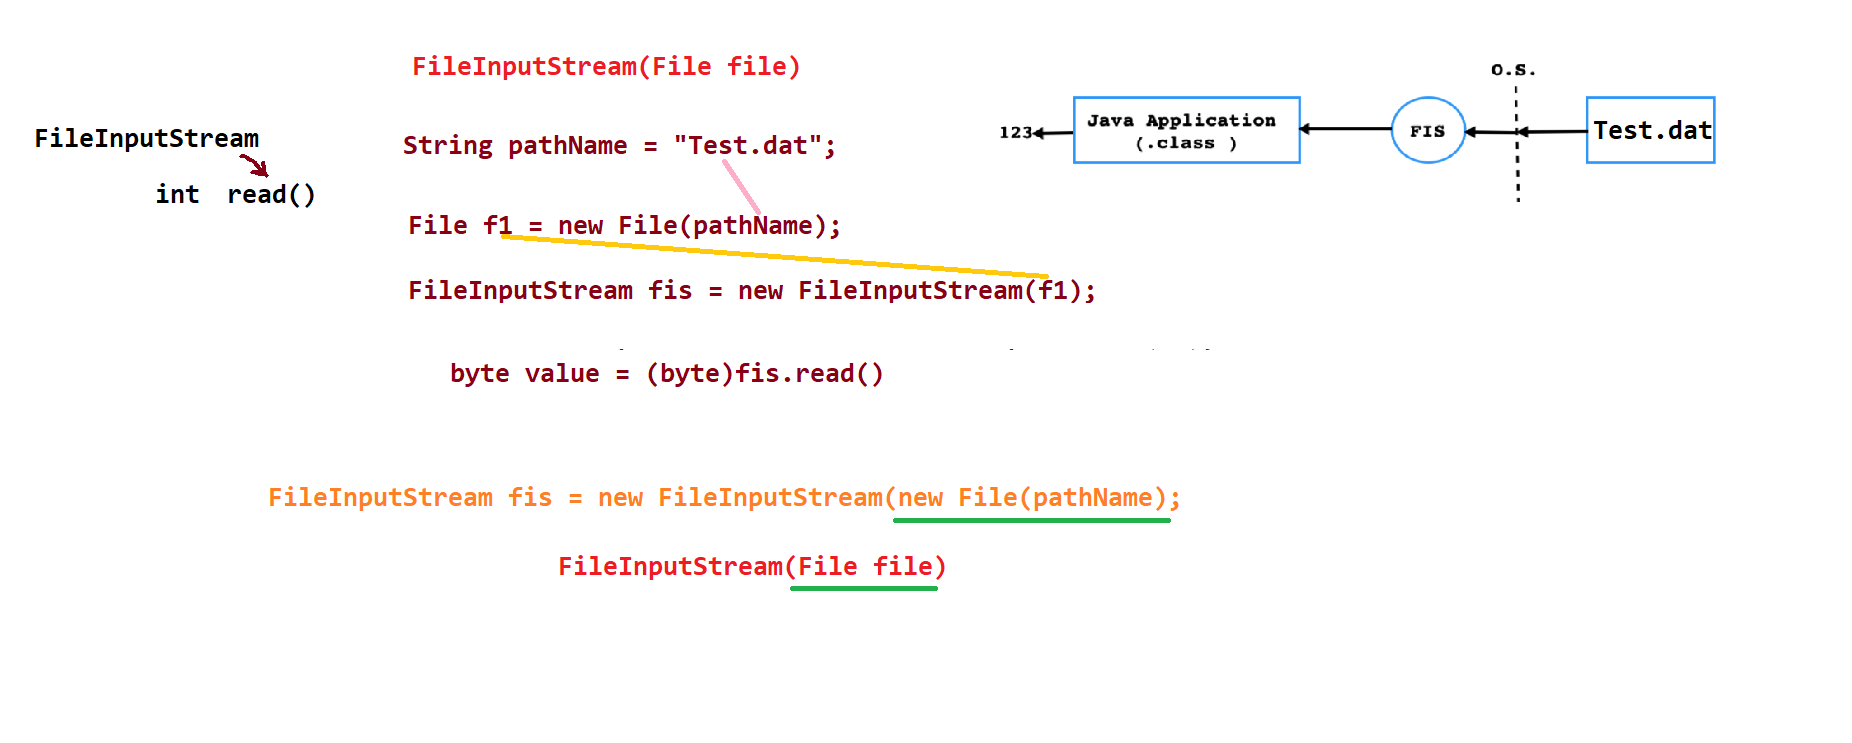 FileInputStream(File file)
o.s.
Java Application
(.class )
123
FIS
Test.dat
FileInputStream
String pathName = "Test.dat";
int read()
File f1 = new File(pathName);
FileInputStream fis = new FileInputStream(f1);
byte value = (byte)fis.read()
FileInputStream fis = new FileInputStream(new File(pathName);
FileInputStream(File file)